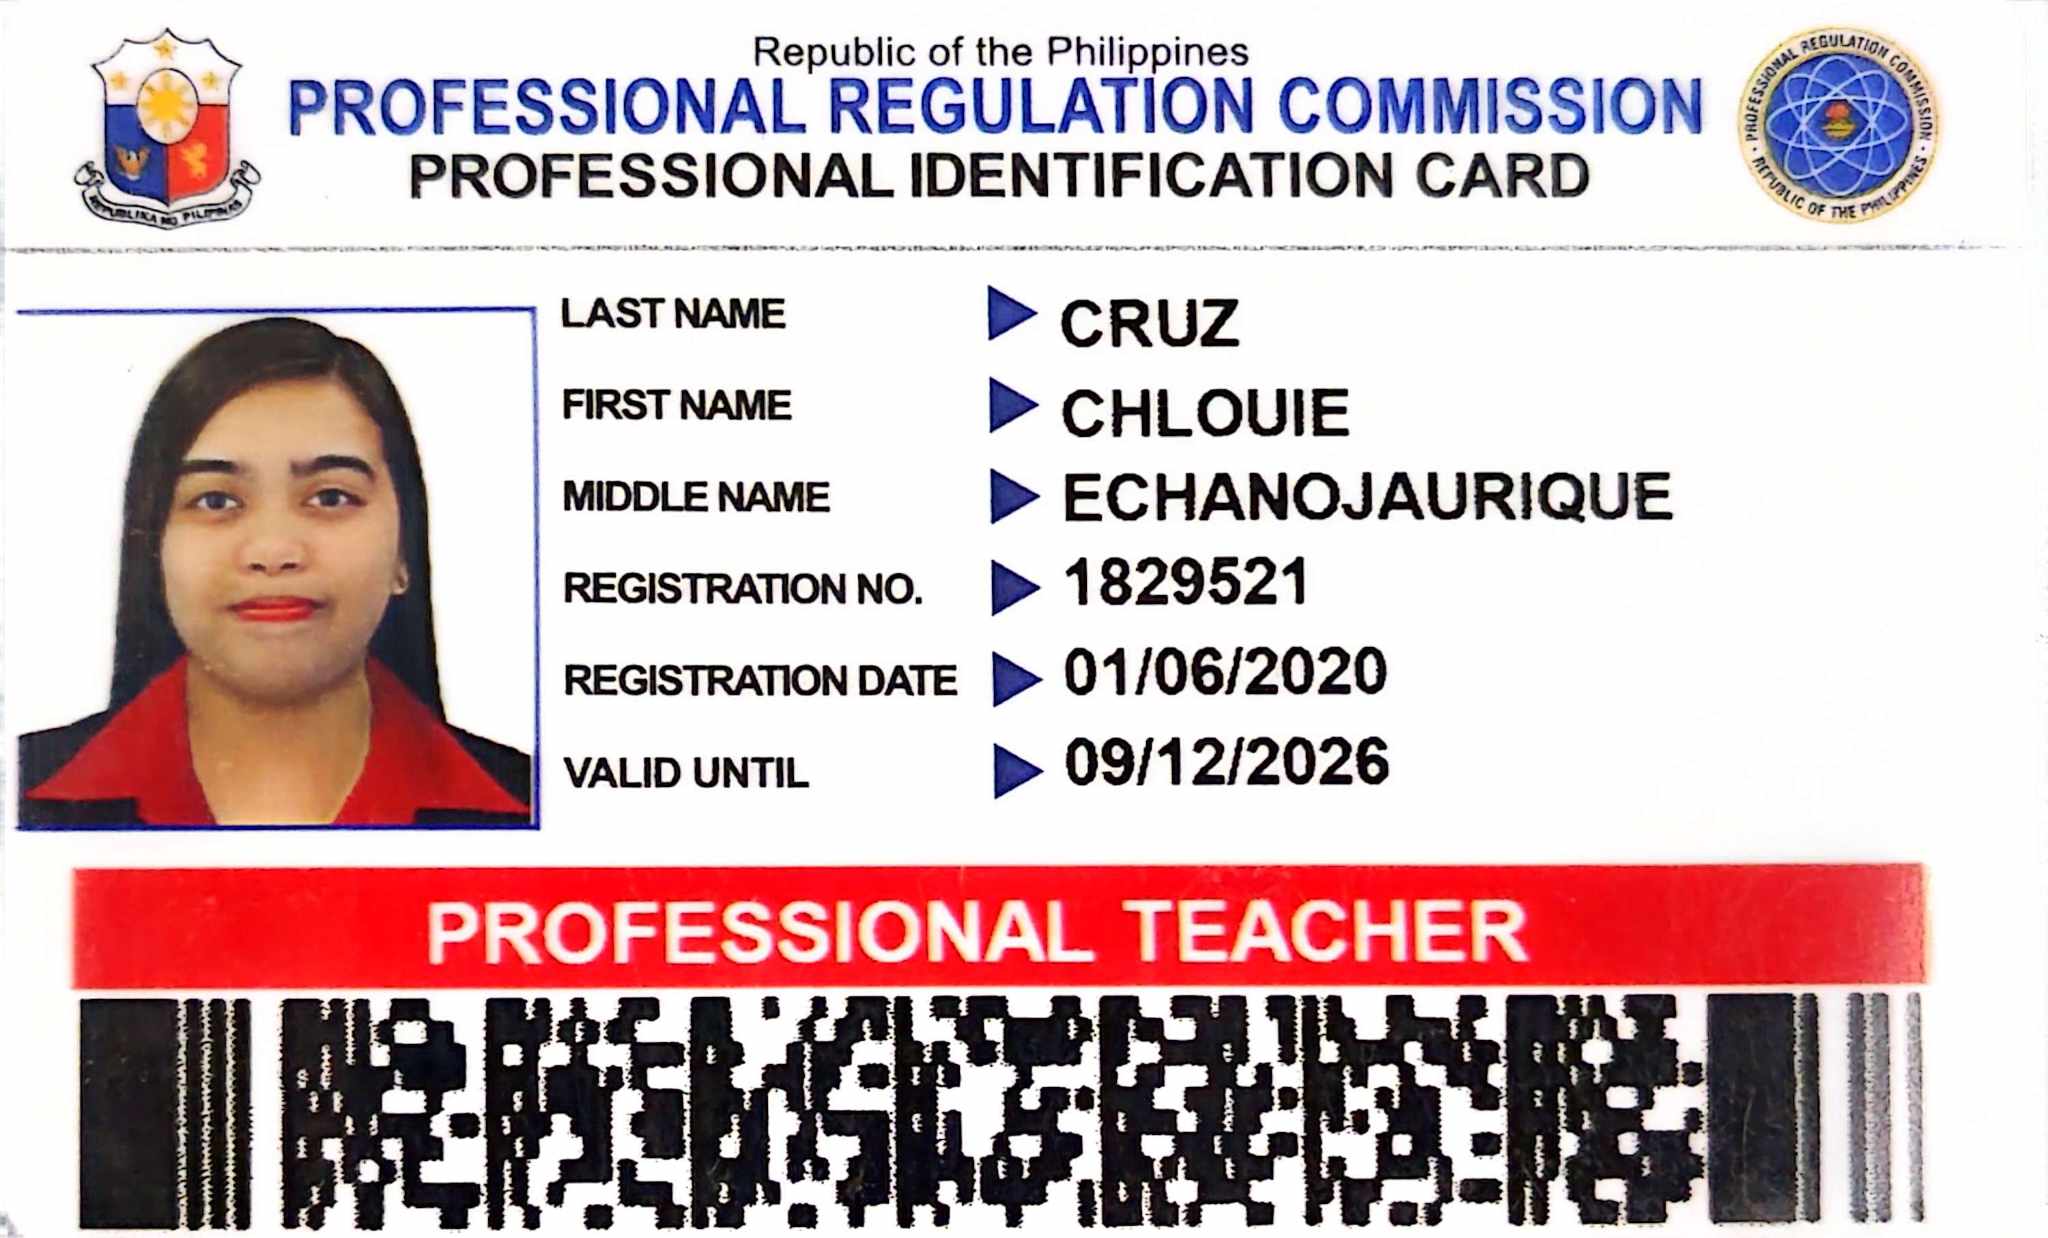 Republic of the Philippines
PROFESSIONAL REGULATION COMMISSION
PROFESSIONAL IDENTIFICATION CARD
REPUBLIKA NG PILIPINAS
PROFESSIONAL REGULATION COMMISSION
REPUBLIC OF THE PHILIPPINES
LAST NAME CRUZ
FIRST NAME CHLOUIE
MIDDLE NAME ECHANOJAURIQUE
REGISTRATION NO. 1829521
REGISTRATION DATE 01/06/2020
VALID UNTIL 09/12/2026
PROFESSIONAL TEACHER